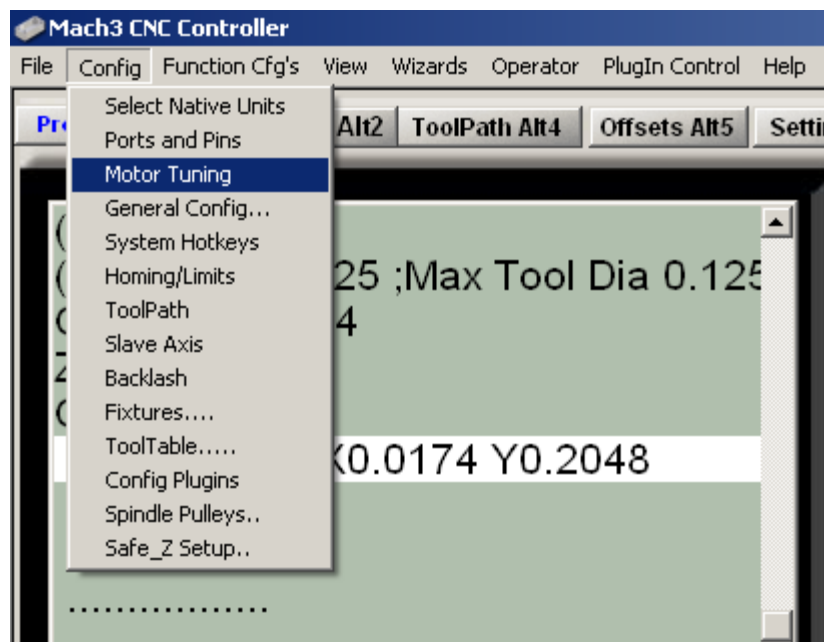 Mach3 CNC Controller
File Config Function Cfg's View Wizards Operator PlugIn Control Help
Alt2 ToolPath Alt4 Offsets Alt5
Select Native Units
Ports and Pins
Motor Tuning
General Config...
System Hotkeys
Homing/Limits
ToolPath
Slave Axis
Backlash
Fixtures....
ToolTable.....
Config Plugins
Spindle Pulleys..
Safe_Z Setup..
25 ;Max Tool Dia 0.125
4
X0.0174 Y0.2048
.................